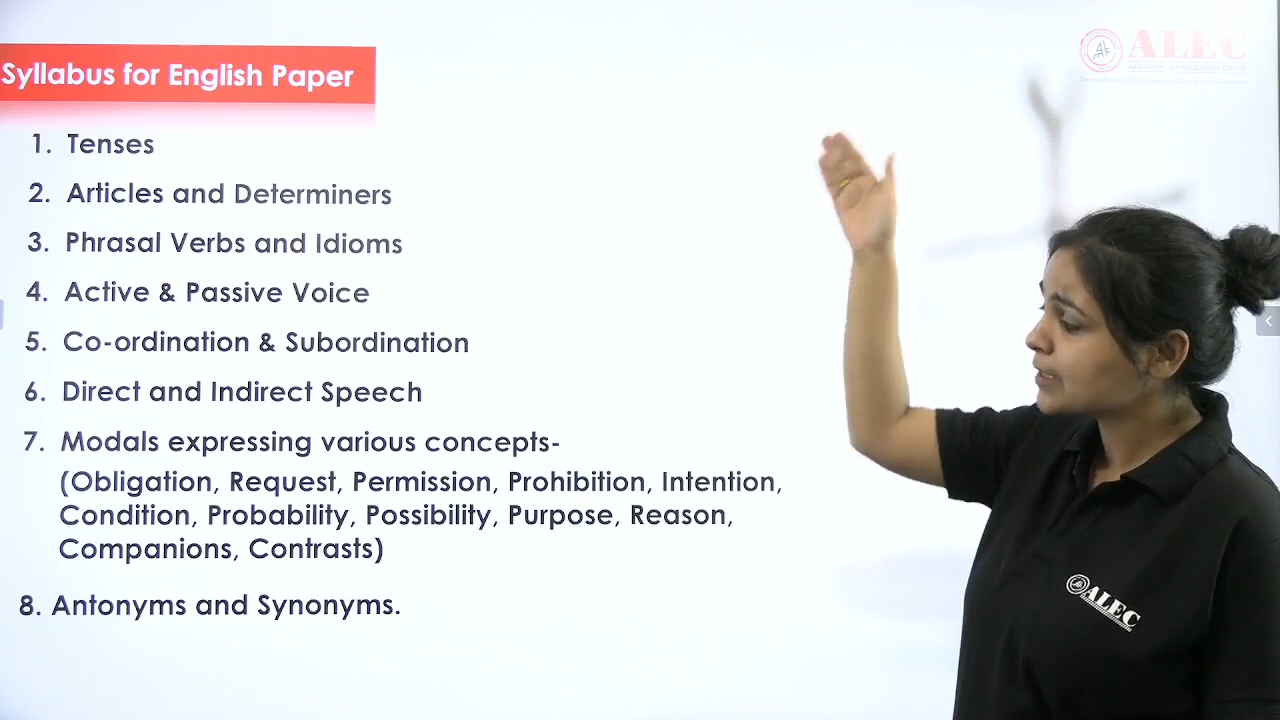 ALEC
Syllabus for English Paper
1. Tenses
2. Articles and Determiners
3. Phrasal Verbs and Idioms
4. Active & Passive Voice
5. Co-ordination & Subordination
6. Direct and Indirect Speech
7. Modals expressing various concepts-
(Obligation, Request, Permission, Prohibition, Intention,
Condition, Probability, Possibility, Purpose, Reason,
Companions, Contrasts)
8. Antonyms and Synonyms.
ALEC